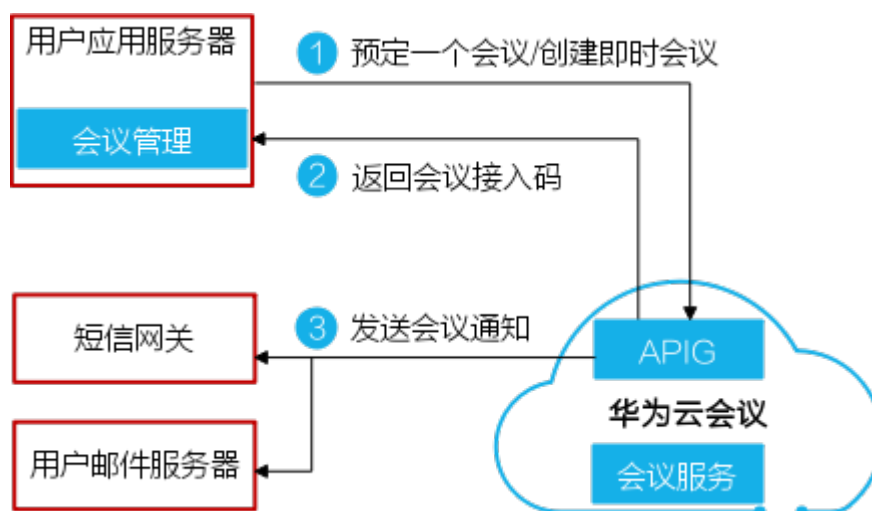 用户应用服务器
1 预定一个会议/创建即时会议
会议管理
2 返回会议接入码
短信网关
3 发送会议通知
APIG
华为云会议
用户邮件服务器
会议服务